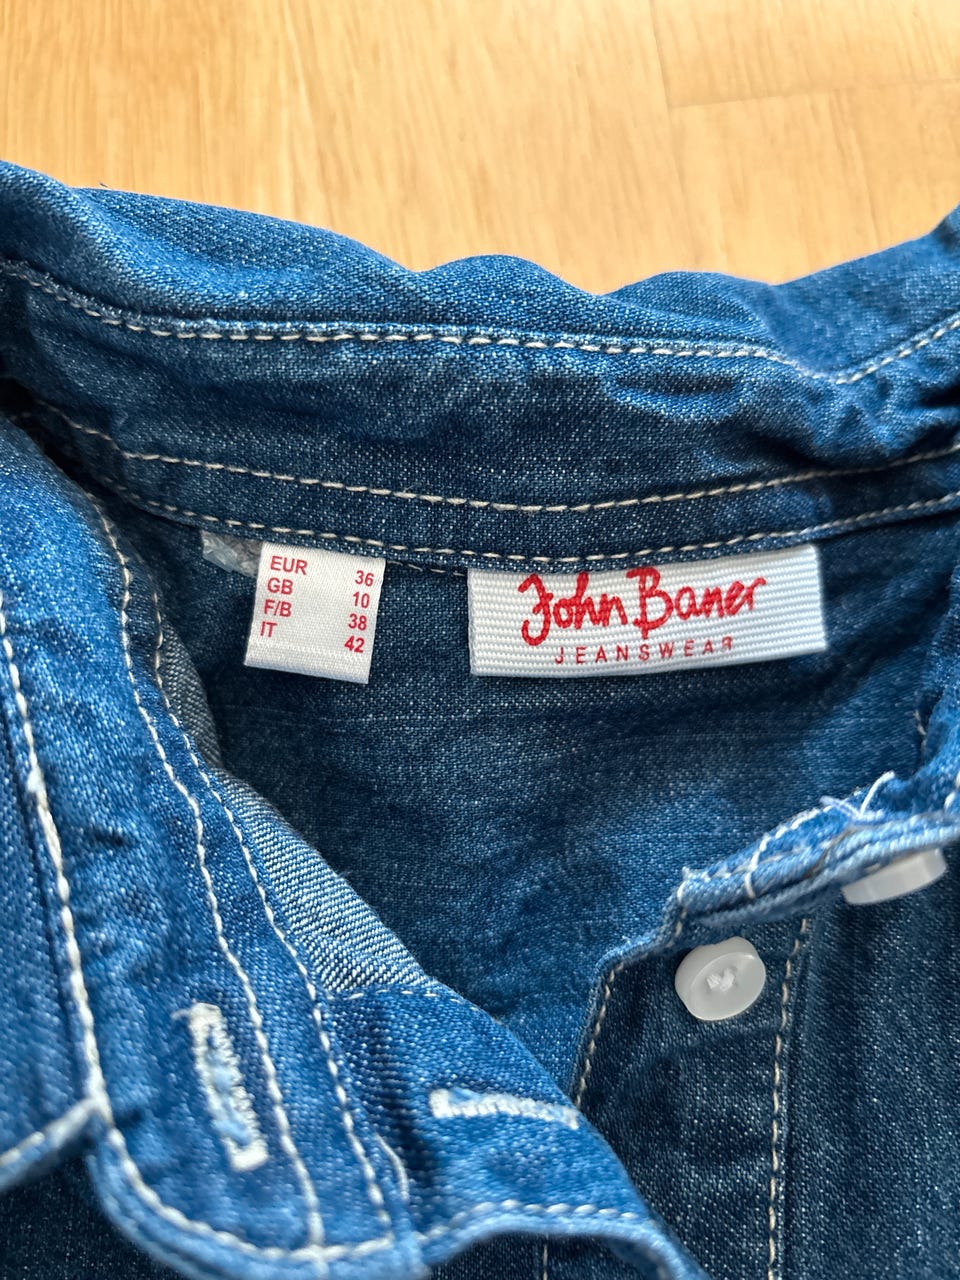 EUR 36
GB 10
F/B 38
IT 42
John Baner
JEANSWEAR